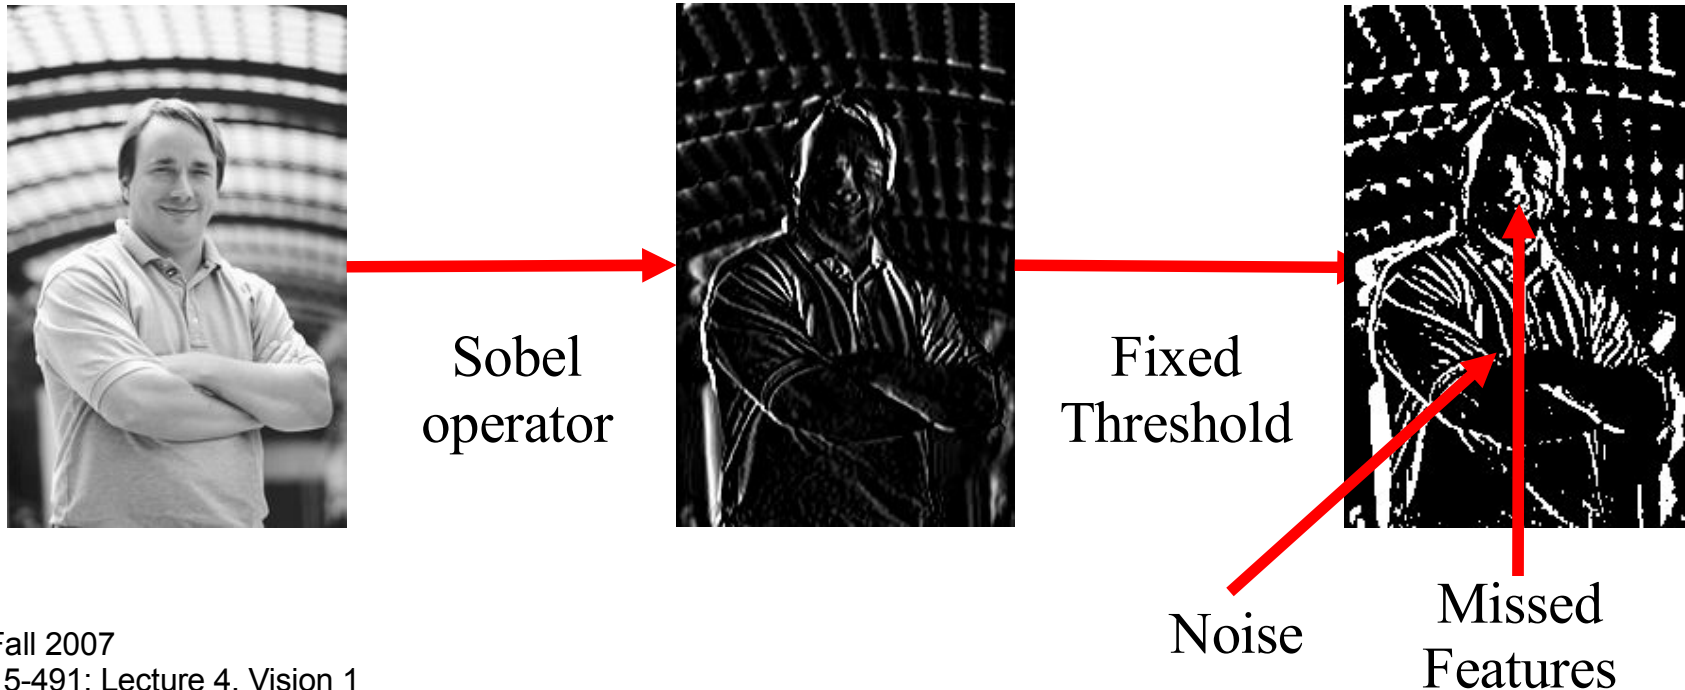 Sobel
operator
Fixed
Threshold
Noise
Missed
Features
Fall 2007
5-491: Lecture 4, Vision 1